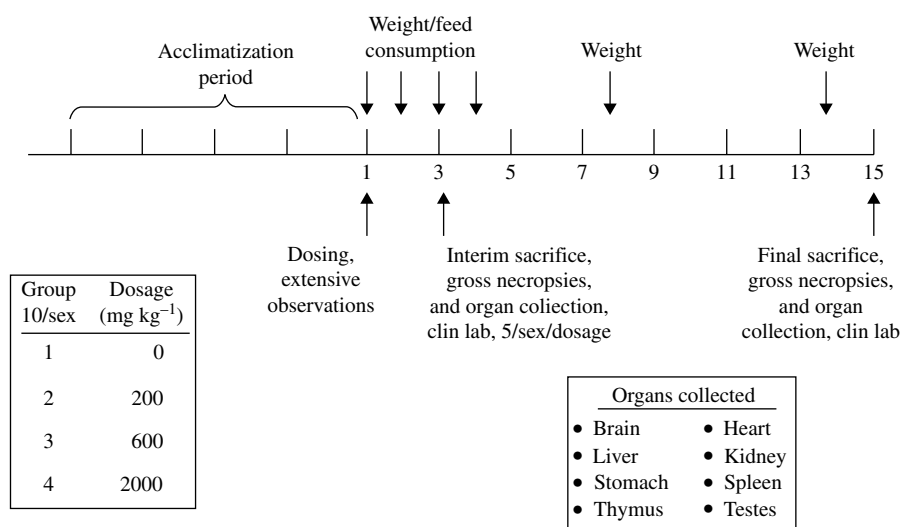 Weight/feed
consumption
Acclimatization
period
Weight
Weight
1 3 5 7 9 11 13 15
Dosing,
extensive
observations
Interim sacrifice,
gross necropsies,
and organ coliection,
clin lab, 5/sex/dosage
Final sacrifice,
gross necropsies,
and organ
collection, clin lab
Group Dosage
10/sex (mg kg⁻¹)
1 0
2 200
3 600
4 2000
Organs collected
• Brain • Heart
• Liver • Kidney
• Stomach • Spleen
• Thymus • Testes